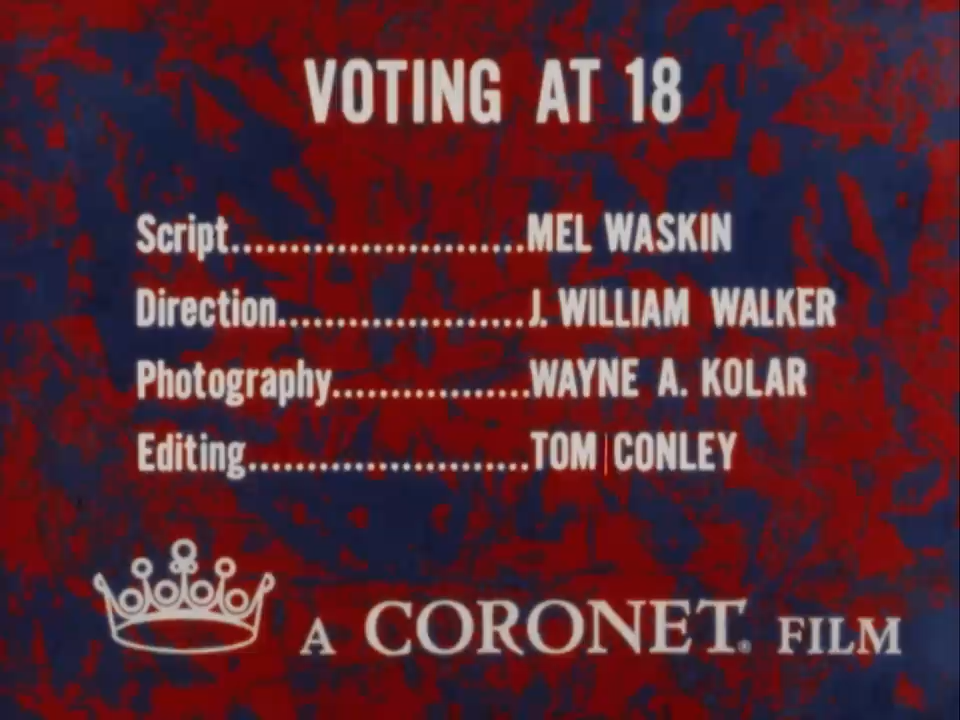 VOTING AT 18
Script.......................MEL WASKIN
Direction.....................J. WILLIAM WALKER
Photography................WAYNE A. KOLAR
Editing........................TOM CONLEY
A CORONET® FILM